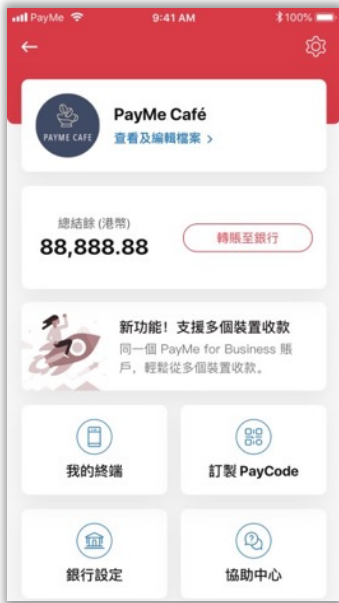 PayMe 9:41 AM 100%
PayMe Café
PAYME CAFE
查看及編輯檔案 >
總結餘 (港幣)
88,888.88
轉賬至銀行
新功能！支援多個裝置收款
同一個 PayMe for Business 賬
戶，輕鬆從多個裝置收款。
我的終端
訂製 PayCode
銀行設定
協助中心